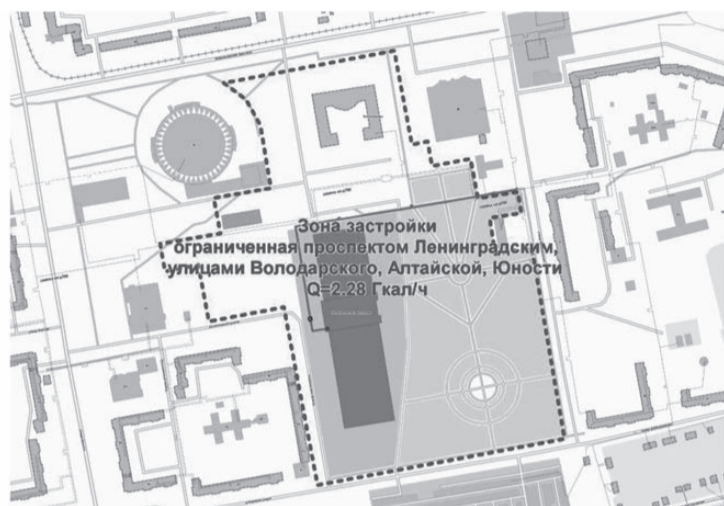 Зона застройки
ограниченная проспектом Ленинградским,
улицами Володарского, Алтайской, Юности
Q=2.28 Гкал/ч